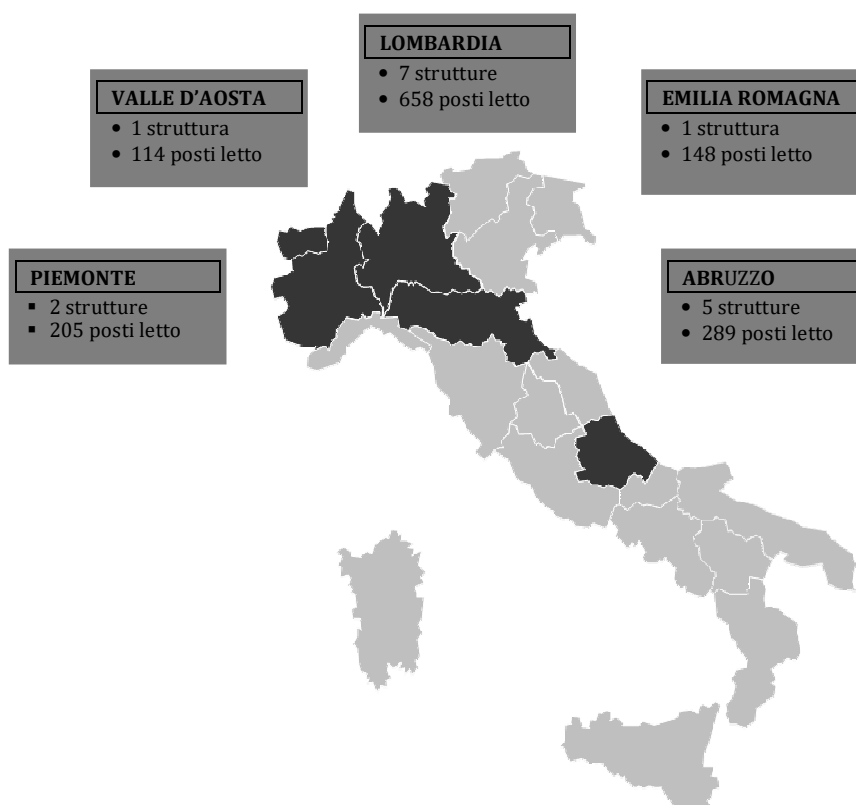 LOMBARDIA
• 7 strutture
• 658 posti letto
VALLE D’AOSTA
• 1 struttura
• 114 posti letto
EMILIA ROMAGNA
• 1 struttura
• 148 posti letto
PIEMONTE
▪ 2 strutture
▪ 205 posti letto
ABRUZZO
• 5 strutture
• 289 posti letto